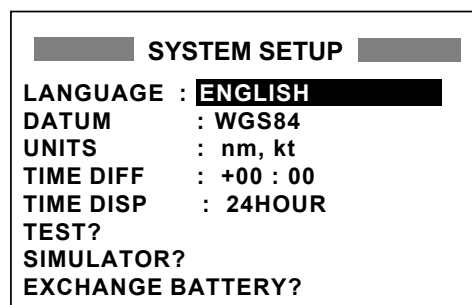 SYSTEM SETUP
LANGUAGE : ENGLISH
DATUM : WGS84
UNITS : nm, kt
TIME DIFF : +00 : 00
TIME DISP : 24HOUR
TEST?
SIMULATOR?
EXCHANGE BATTERY?